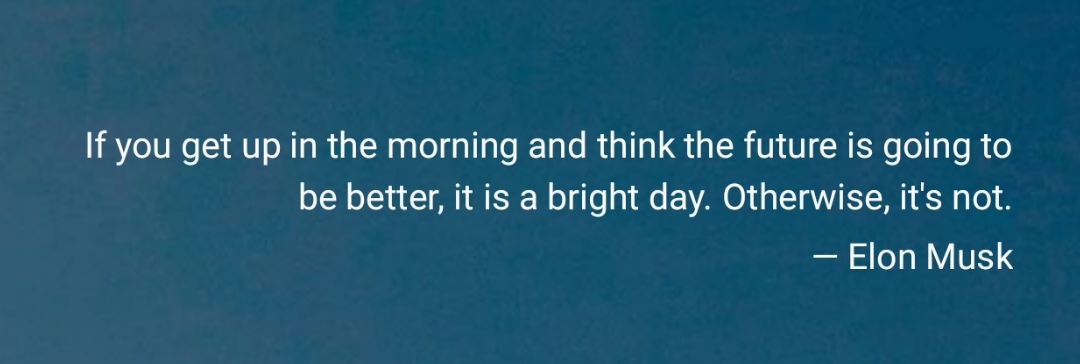 If you get up in the morning and think the future is going to
be better, it is a bright day. Otherwise, it's not.
— Elon Musk